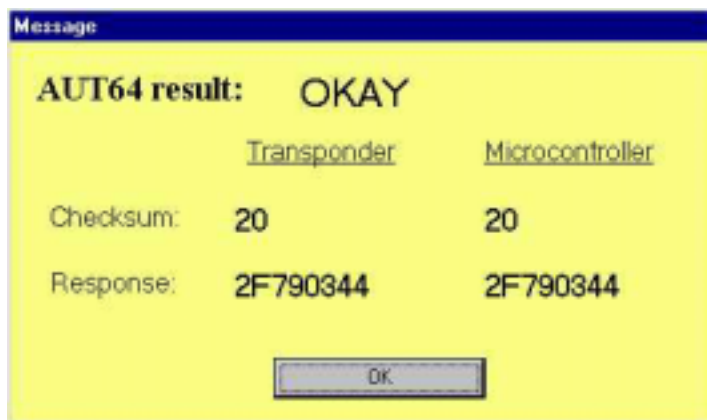 Message
AUT64 result: OKAY
Transponder Microcontroller
Checksum: 20 20
Response: 2F790344 2F790344
OK